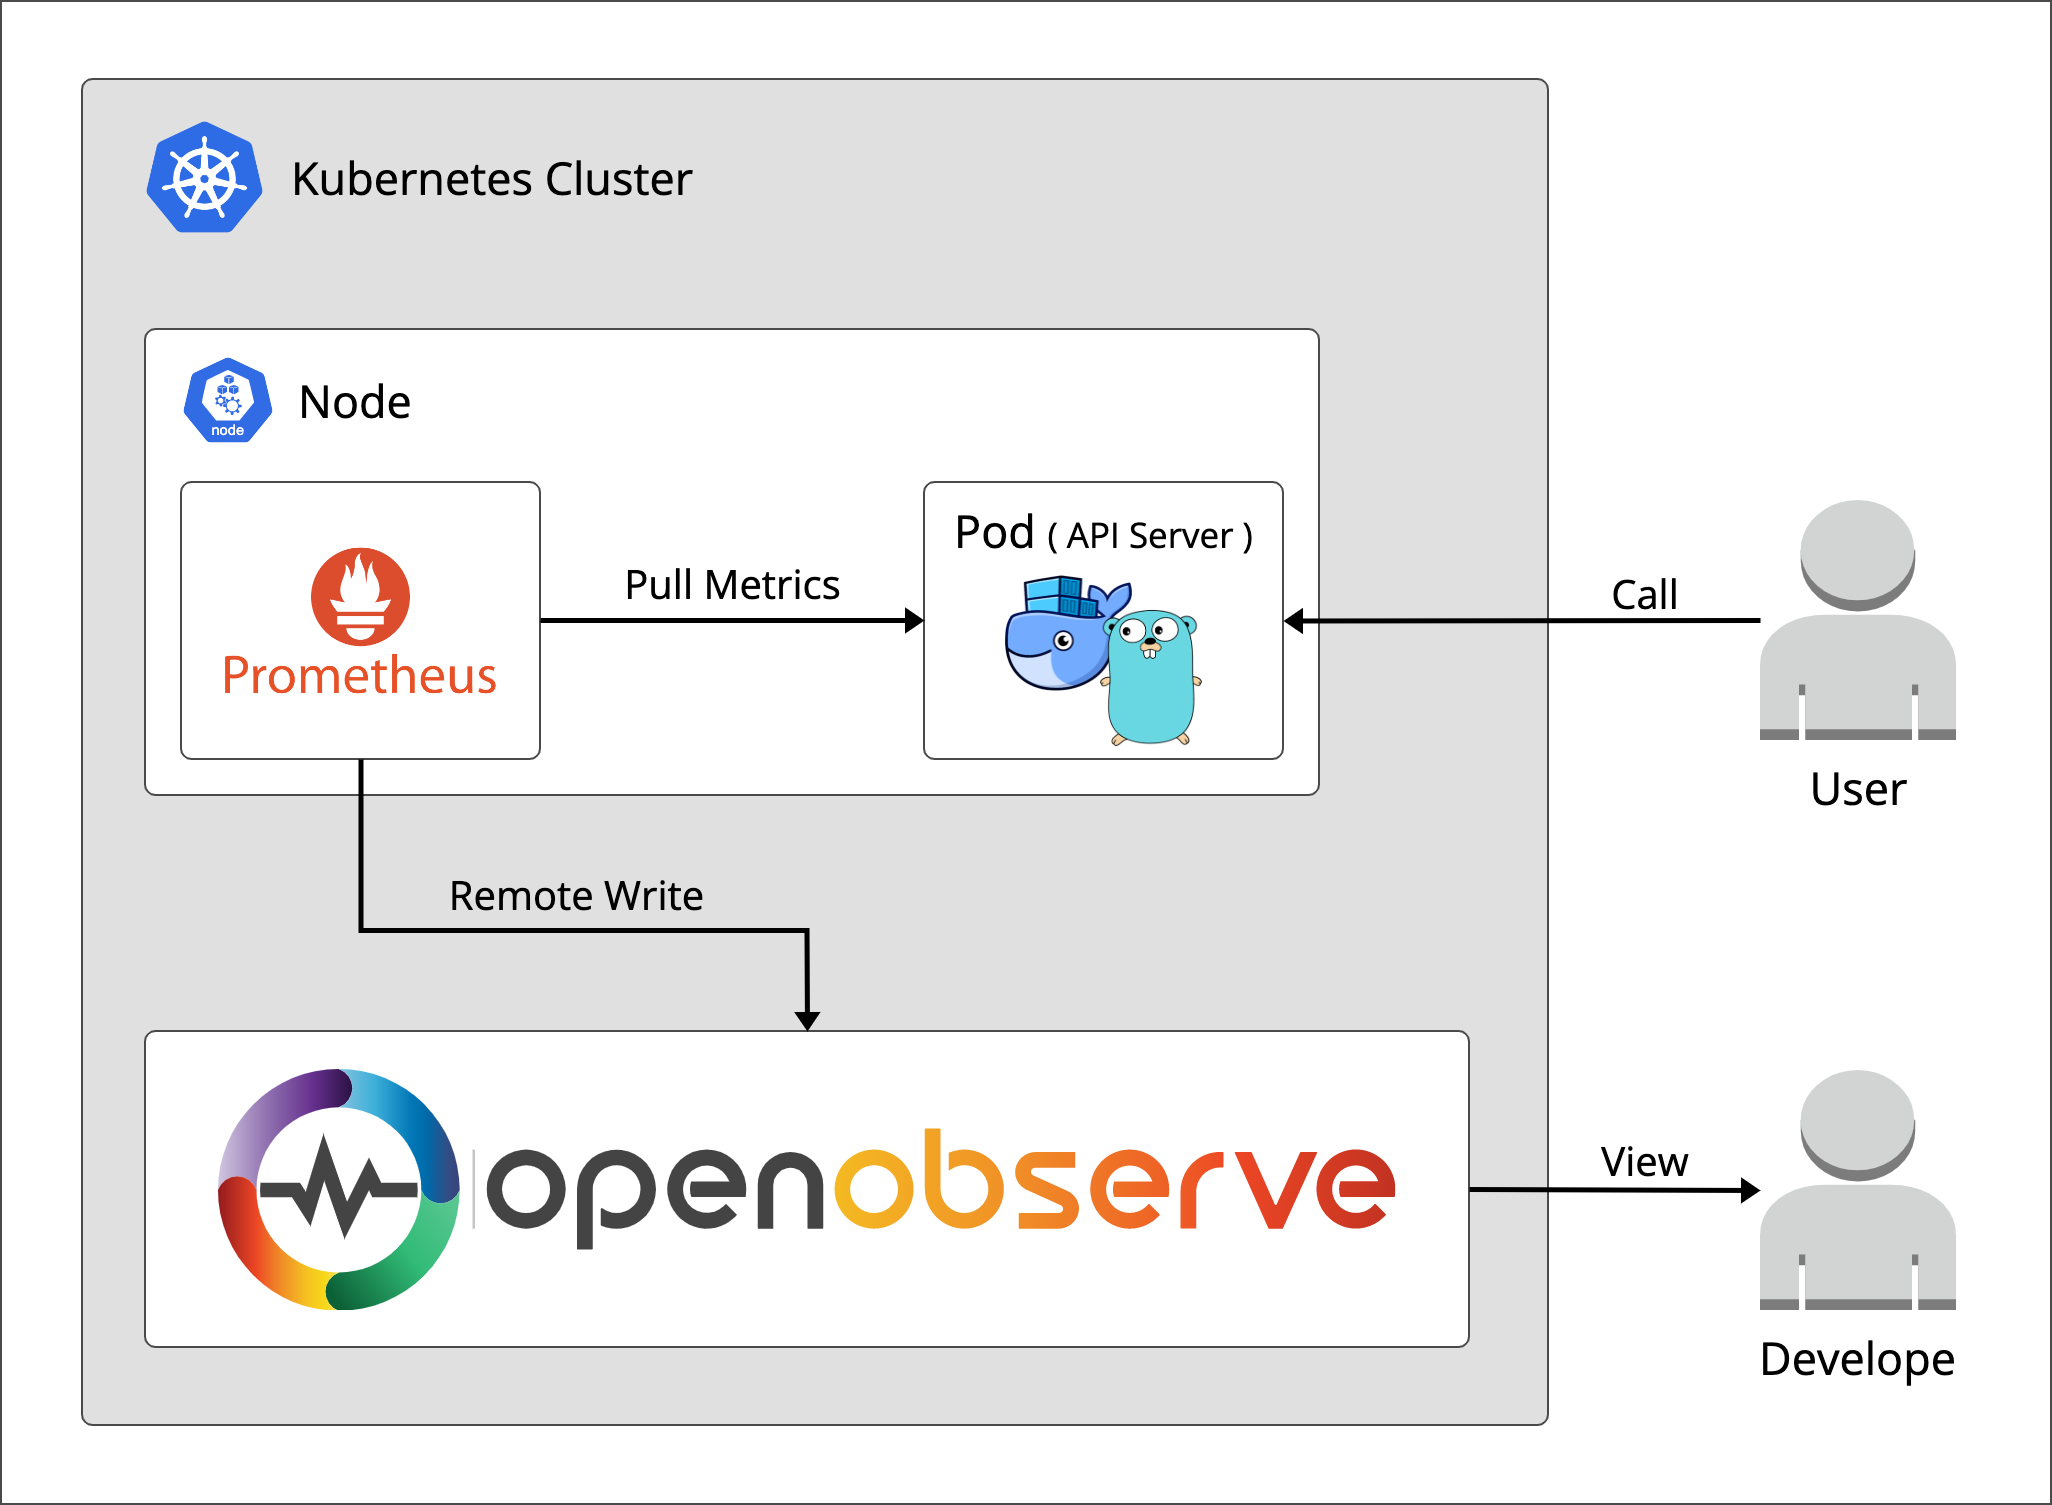 Kubernetes Cluster
Node
node
Pod ( API Server )
Prometheus
Pull Metrics
Call
User
Remote Write
openobserve
View
Develope